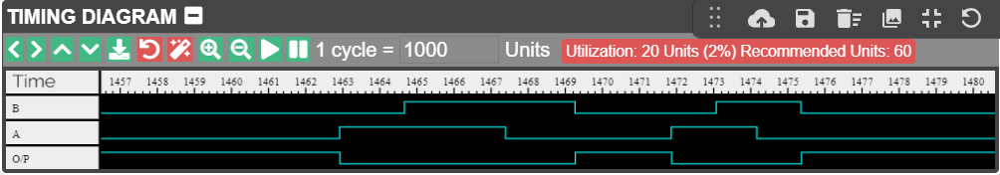 TIMING DIAGRAM
1 cycle = 1000 Units Utilization: 20 Units (2%) Recommended Units: 60
Time 1457 1458 1459 1460 1461 1462 1463 1464 1465 1466 1467 1468 1469 1470 1471 1472 1473 1474 1475 1476 1477 1478 1479 1480
B
A
O/P